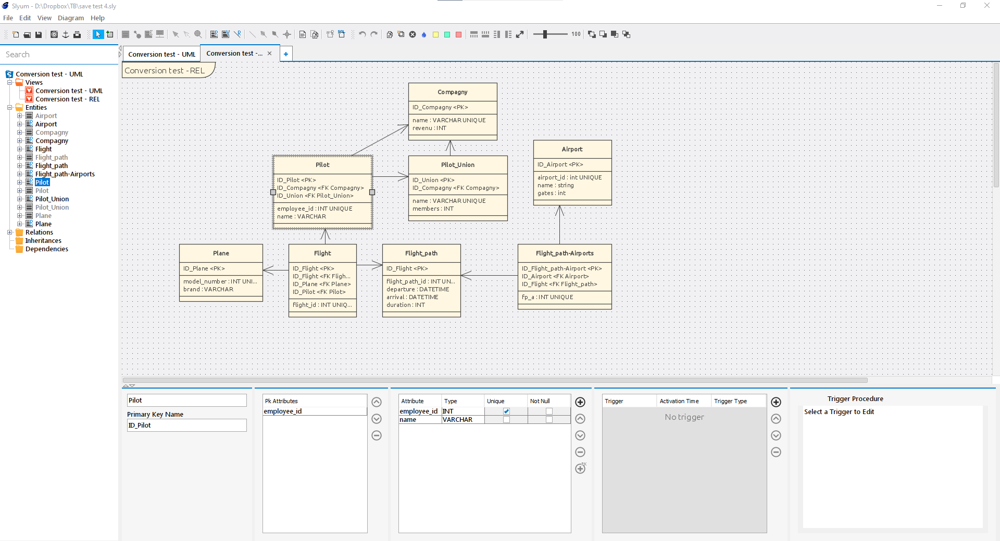 Slyum - D:\Dropbox\TB\save test 4.sly
File Edit View Diagram Help
100
Search
Conversion test - UML
Views
Conversion test - UML
Conversion test - REL
Entities
Airport
Airport
Compagny
Compagny
Flight
Flight_path
Flight_path
Flight_path-Airports
Pilot
Pilot
Pilot_Union
Pilot_Union
Plane
Plane
Relations
Inheritances
Dependencies
Conversion test - UML
Conversion test -...
Conversion test -REL
Compagny
ID_Compagny <PK>
name : VARCHAR UNIQUE
revenu : INT
Pilot
ID_Pilot <PK>
ID_Compagny <FK Compagny>
ID_Union <FK Pilot_Union>
employee_id : INT UNIQUE
name : VARCHAR
Pilot_Union
ID_Union <PK>
ID_Compagny <FK Compagny>
name : VARCHAR UNIQUE
members : INT
Airport
ID_Airport <PK>
airport_id : int UNIQUE
name : string
gates : int
Plane
ID_Plane <PK>
model_number : INT UNI...
brand : VARCHAR
Flight
ID_Flight <PK>
ID_Flight <FK Fligh...
ID_Plane <FK Plane>
ID_Pilot <FK Pilot>
flight_id : INT UNIQ...
Flight_path
ID_Flight <PK>
flight_path_id : INT UN...
departure : DATETIME
arrival : DATETIME
duration : INT
Flight_path-Airports
ID_Flight_path-Airport <PK>
ID_Airport <FK Airport>
ID_Flight <FK Flight_path>
fp_a : INT UNIQUE
Pilot
Primary Key Name
ID_Pilot
Pk Attributes
employee_id
Attribute Type Unique Not Null
employee_id INT
name VARCHAR
PK
Trigger Activation Time Trigger Type
No trigger
Trigger Procedure
Select a Trigger to Edit